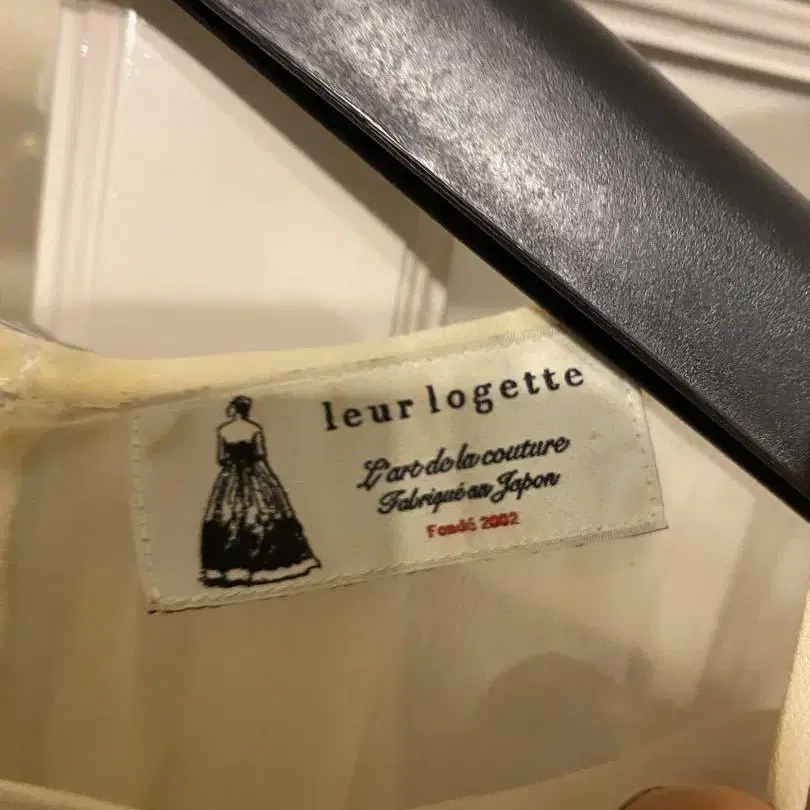 leur logette
L'art de la couture
Fabriqué au Japon
Fondé 2002